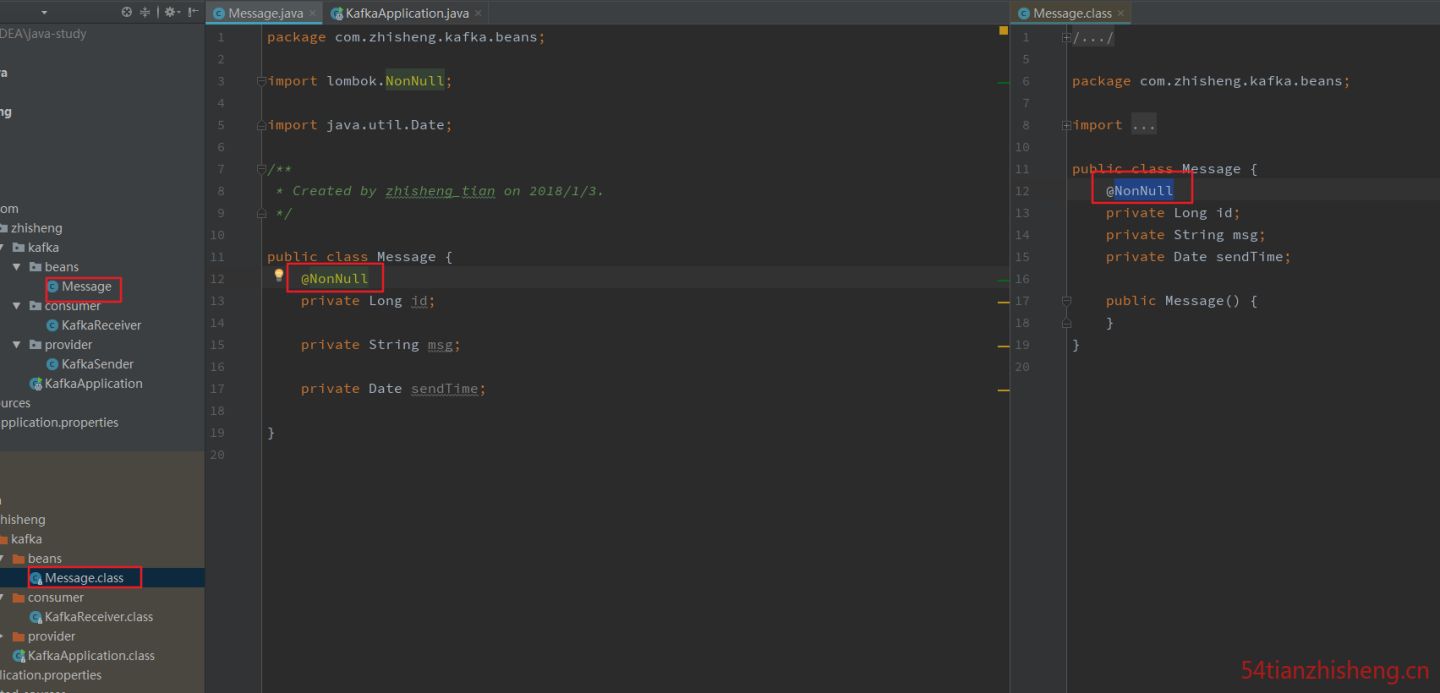 DEA\java-study
ra
ng
om
zhisheng
kafka
beans
Message
consumer
KafkaReceiver
provider
KafkaSender
KafkaApplication
ources
pplication.properties
hisheng
kafka
beans
Message.class
consumer
KafkaReceiver.class
provider
KafkaApplication.class
lication.properties
Message.java × KafkaApplication.java ×
1 package com.zhisheng.kafka.beans;
2
3 import lombok.NonNull;
4
5 import java.util.Date;
6
7 /**
8 * Created by zhisheng_tian on 2018/1/3.
9 */
10
11 public class Message {
12 @NonNull
13 private Long id;
14
15 private String msg;
16
17 private Date sendTime;
18
19 }
20
Message.class ×
1 /.../
5
6 package com.zhisheng.kafka.beans;
7
8 import ...
10
11 public class Message {
12 @NonNull
13 private Long id;
14 private String msg;
15 private Date sendTime;
16
17 public Message() {
18 }
19 }
20
54tianzhisheng.cn